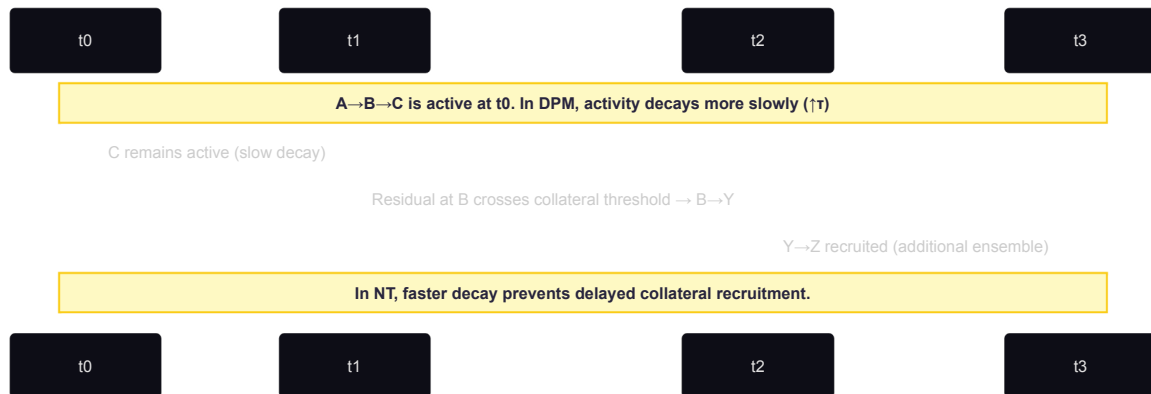 t0 t1 t2 t3
A→B→C is active at t0. In DPM, activity decays more slowly (↑τ)
C remains active (slow decay)
Residual at B crosses collateral threshold → B→Y
Y→Z recruited (additional ensemble)
In NT, faster decay prevents delayed collateral recruitment.
t0 t1 t2 t3